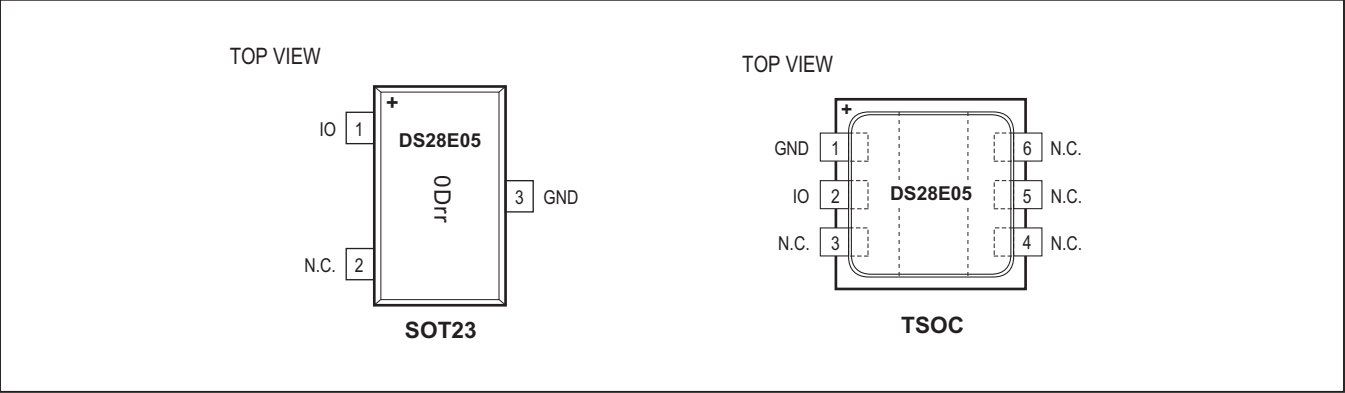 TOP VIEW
+
IO 1
DS28E05
0Drr
3 GND
N.C. 2
SOT23
TOP VIEW
+
GND 1
6 N.C.
IO 2
DS28E05
5 N.C.
N.C. 3
4 N.C.
TSOC